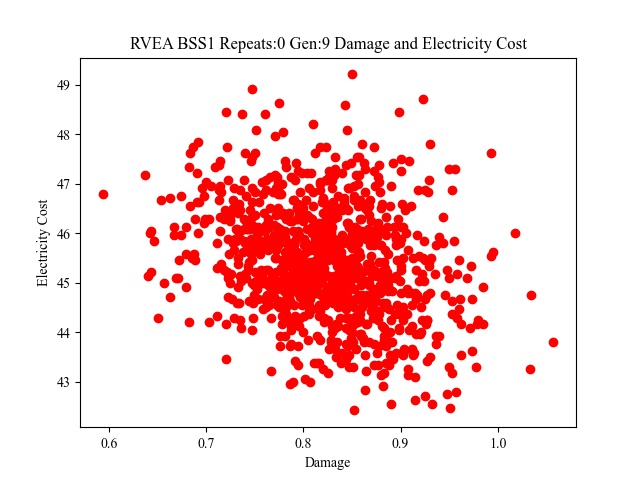 RVEA BSS1 Repeats:0 Gen:9 Damage and Electricity Cost
49
48
47
46
45
44
43
Electricity Cost
0.6 0.7 0.8 0.9 1.0
Damage